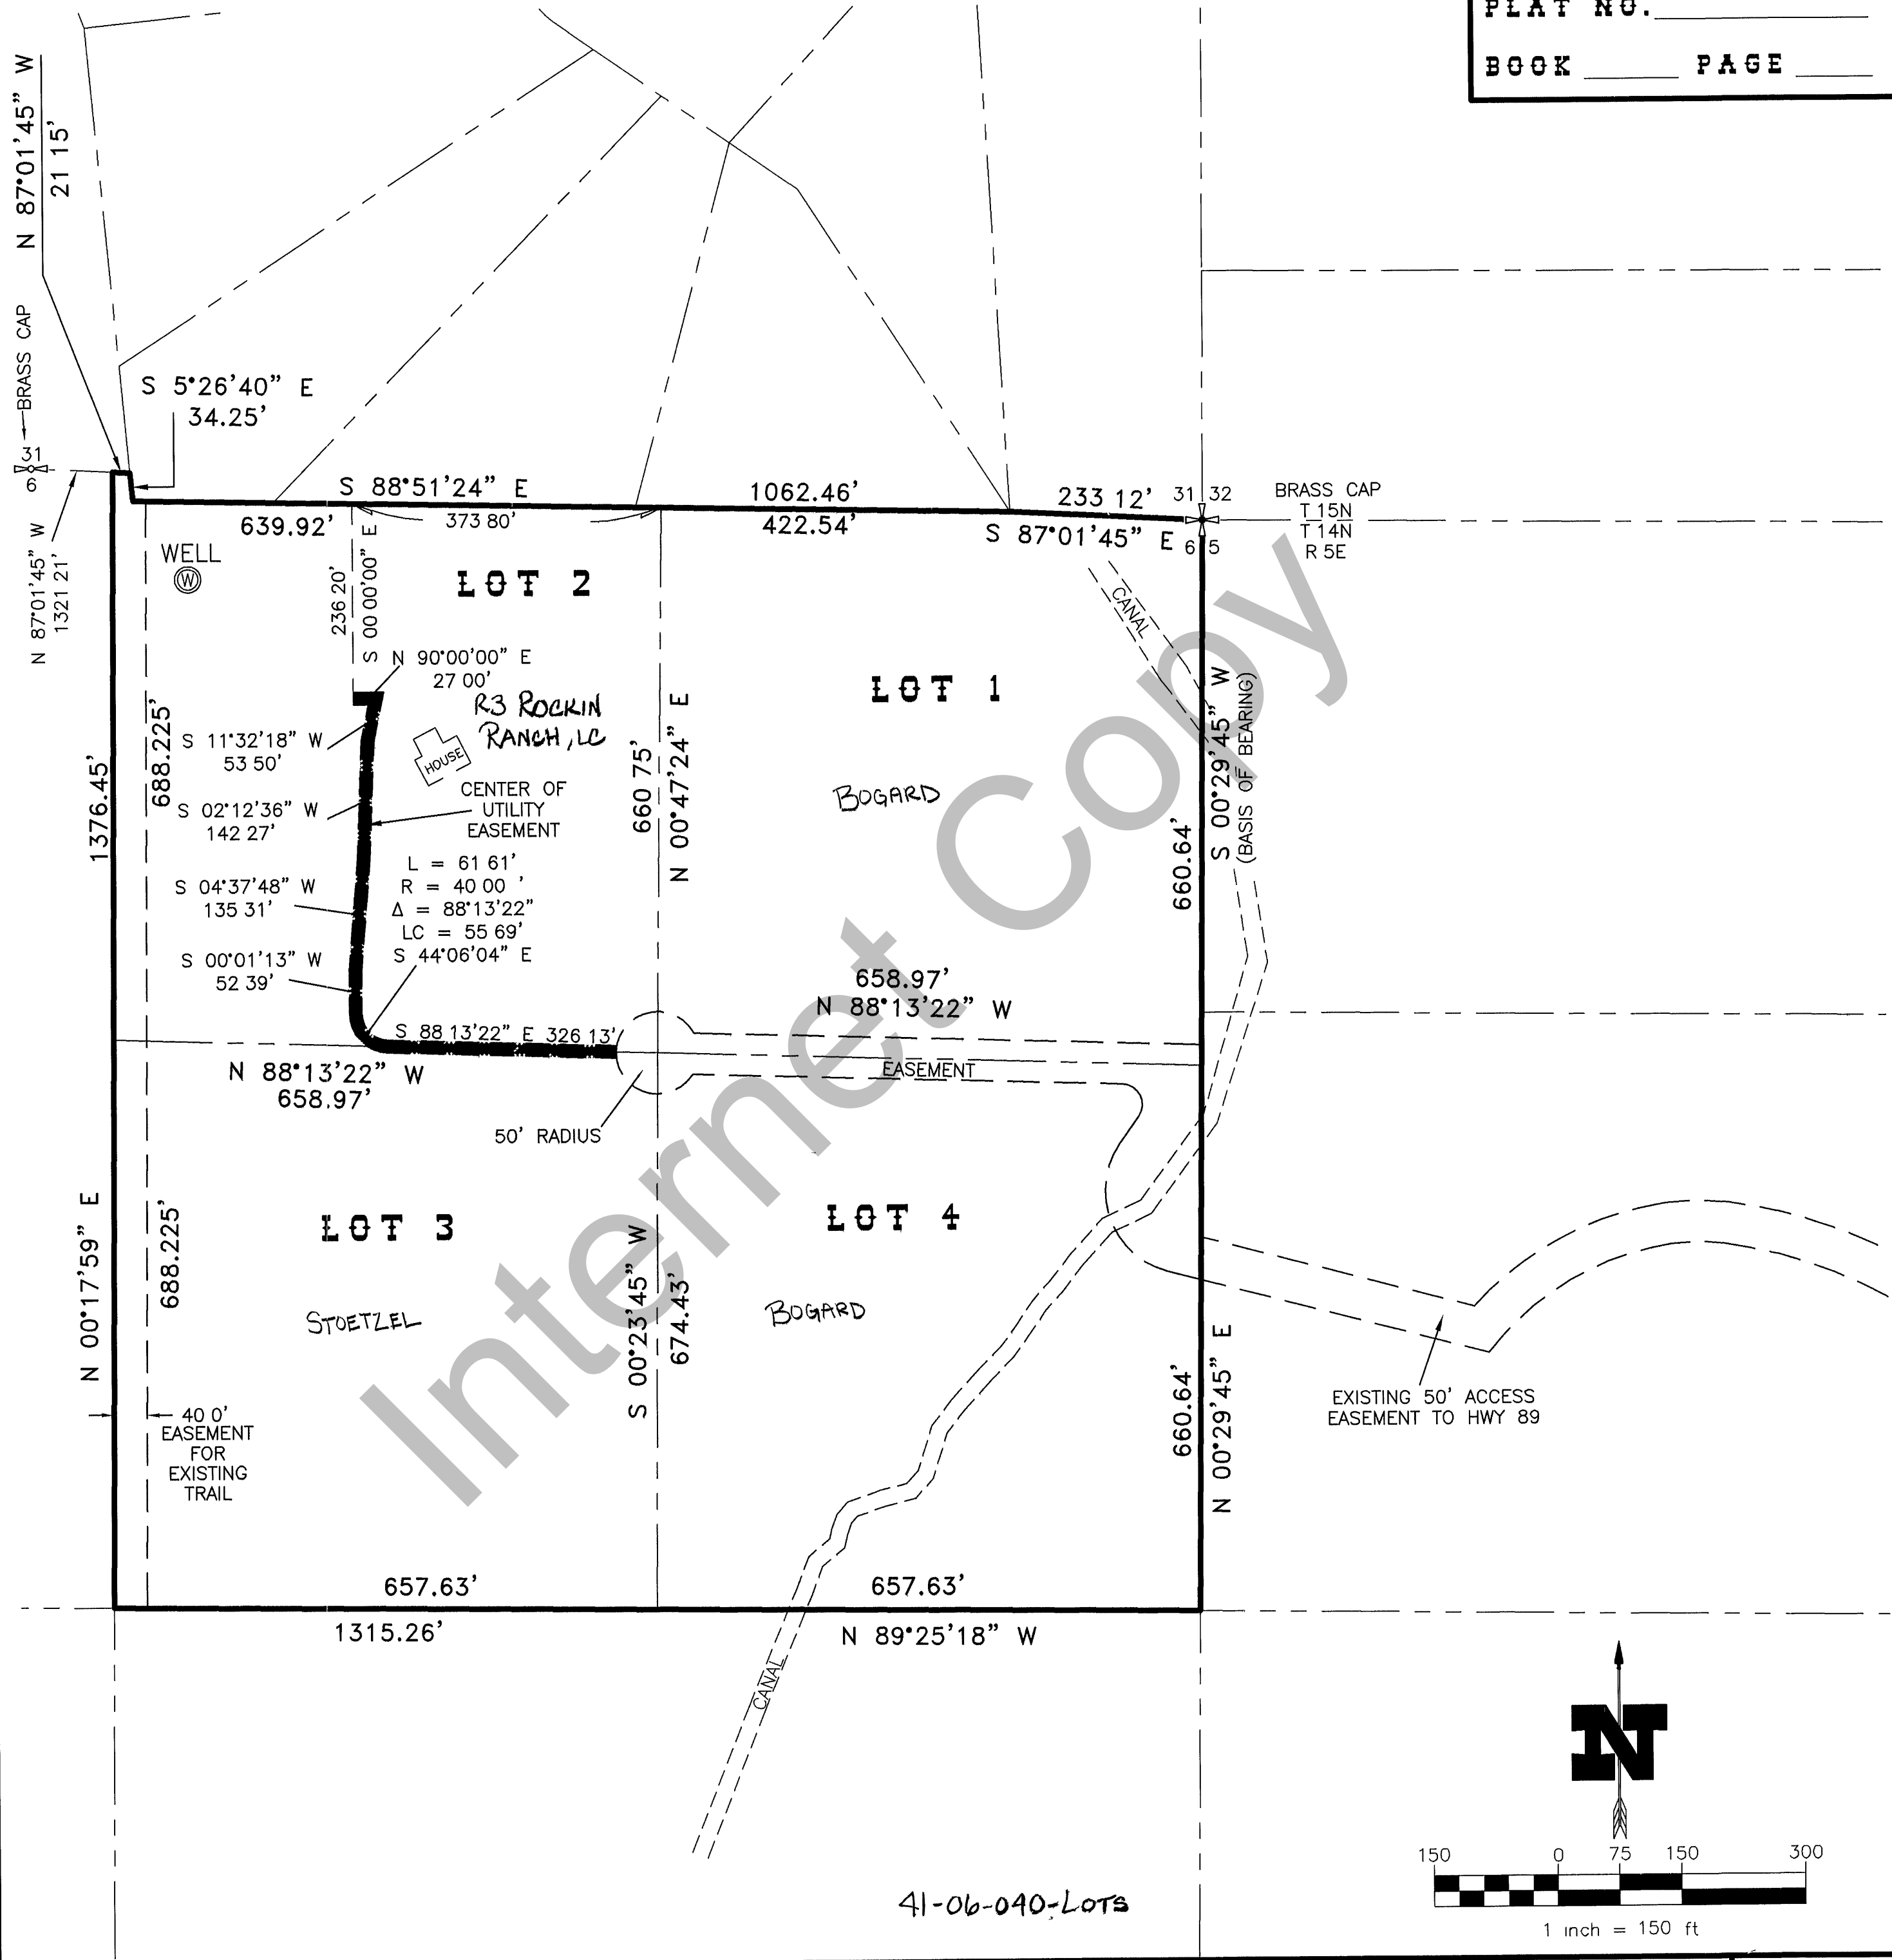 PLAT NO.
BOOK PAGE
N 87°01'45" W
21 15'
BRASS CAP
31
6
N 87°01'45" W
1321 21'
S 5°26'40" E
34.25'
S 88°51'24" E
1062.46'
233 12'
639.92'
373 80'
422.54'
S 87°01'45" E
31 32
6 5
BRASS CAP
T 15N
T 14N
R 5E
WELL
W
236 20'
S 00 00'00" E
LOT 2
N 90°00'00" E
27 00'
R3 ROCKIN
RANCH, LC
HOUSE
S 11°32'18" W
53 50'
S 02°12'36" W
142 27'
S 04°37'48" W
135 31'
S 00°01'13" W
52 39'
CENTER OF
UTILITY
EASEMENT
L = 61 61'
R = 40 00 '
Δ = 88°13'22"
LC = 55 69'
S 44°06'04" E
S 88 13'22" E 326 13'
N 88°13'22" W
658.97'
50' RADIUS
1376.45'
N 00°17'59" E
688.225'
688.225'
660 75'
N 00°47'24" E
LOT 1
BOGARD
CANAL
S 00°29'45" W
(BASIS OF BEARING)
660.64'
658.97'
N 88°13'22" W
EASEMENT
LOT 3
STOETZEL
S 00°23'45" W
674.43'
LOT 4
BOGARD
660.64'
N 00°29'45" E
EXISTING 50' ACCESS
EASEMENT TO HWY 89
40 0'
EASEMENT
FOR
EXISTING
TRAIL
657.63'
657.63'
1315.26'
N 89°25'18" W
CANAL
Internet Copy
N
150 0 75 150 300
1 inch = 150 ft
41-06-040-LOTS